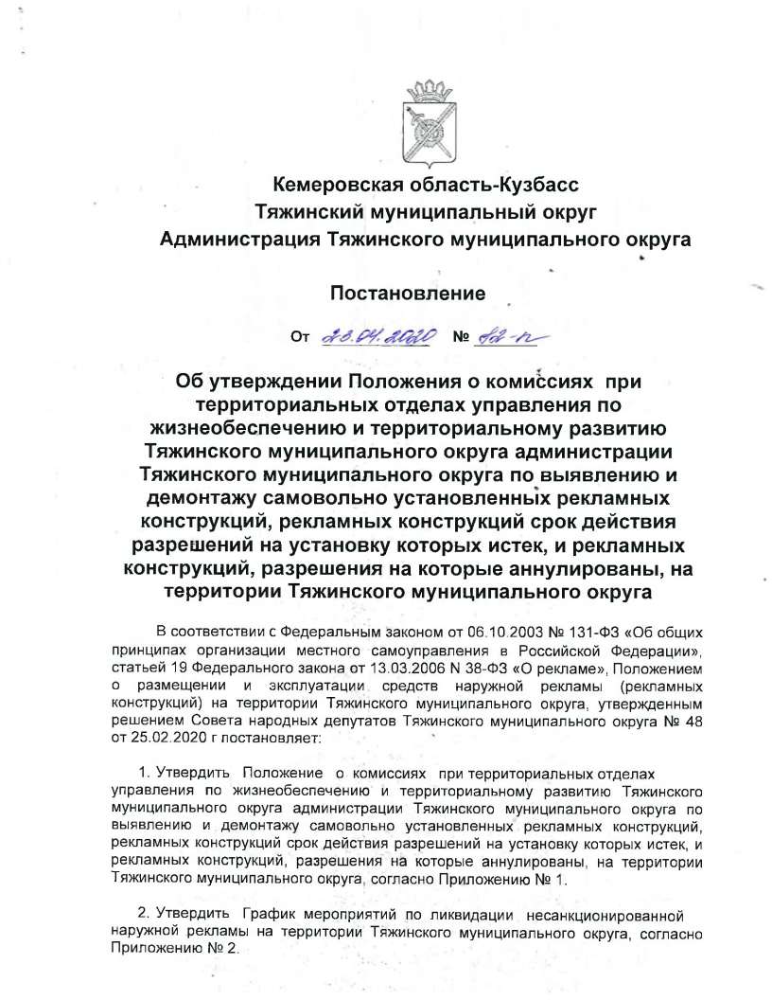 Кемеровская область-Кузбасс
Тяжинский муниципальный округ
Администрация Тяжинского муниципального округа
Постановление
От 23.04.2020 №
Об утверждении Положения о комиссиях при
территориальных отделах управления по
жизнеобеспечению и территориальному развитию
Тяжинского муниципального округа администрации
Тяжинского муниципального округа по выявлению и
демонтажу самовольно установленных рекламных
конструкций, рекламных конструкций срок действия
разрешений на установку которых истек, и рекламных
конструкций, разрешения на которые аннулированы, на
территории Тяжинского муниципального округа
В соответствии с Федеральным законом от 06.10.2003 № 131-ФЗ «Об общих
принципах организации местного самоуправления в Российской Федерации»,
статьей 19 Федерального закона от 13.03.2006 N 38-ФЗ «О рекламе», Положением
о размещении и эксплуатации средств наружной рекламы (рекламных
конструкций) на территории Тяжинского муниципального округа, утвержденным
решением Совета народных депутатов Тяжинского муниципального округа № 48
от 25.02.2020 г постановляет:
1. Утвердить Положение о комиссиях при территориальных отделах
управления по жизнеобеспечению и территориальному развитию Тяжинского
муниципального округа администрации Тяжинского муниципального округа по
выявлению и демонтажу самовольно установленных рекламных конструкций,
рекламных конструкций срок действия разрешений на установку которых истек, и
рекламных конструкций, разрешения на которые аннулированы, на территории
Тяжинского муниципального округа, согласно Приложению № 1.
2. Утвердить График мероприятий по ликвидации несанкционированной
наружной рекламы на территории Тяжинского муниципального округа, согласно
Приложению № 2.